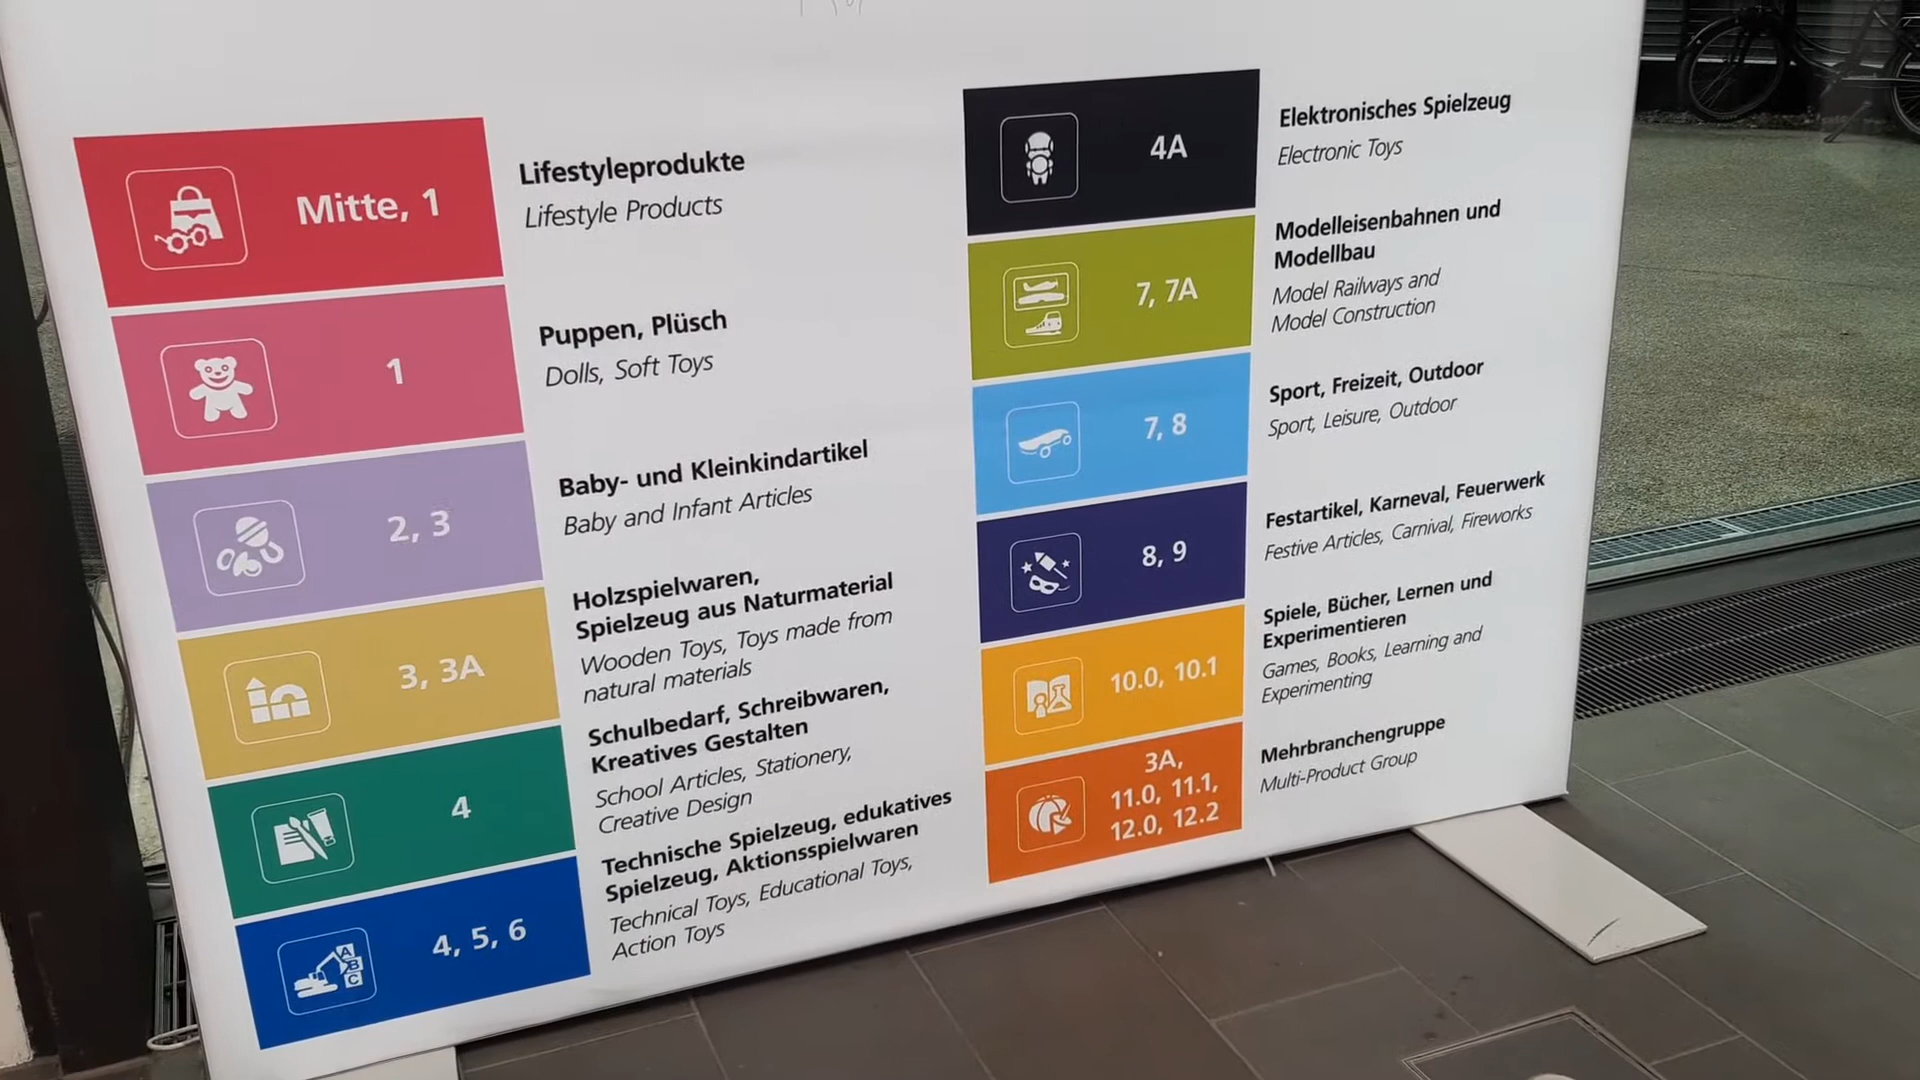 Mitte, 1
Lifestyleprodukte
Lifestyle Products
1
Puppen, Plüsch
Dolls, Soft Toys
2, 3
Baby- und Kleinkindartikel
Baby and Infant Articles
3, 3A
Holzspielwaren,
Spielzeug aus Naturmaterial
Wooden Toys, Toys made from
natural materials
4
Schulbedarf, Schreibwaren,
Kreatives Gestalten
School Articles, Stationery,
Creative Design
A
B
C
4, 5, 6
Technische Spielzeug, edukatives
Spielzeug, Aktionsspielwaren
Technical Toys, Educational Toys,
Action Toys
4A
Elektronisches Spielzeug
Electronic Toys
7, 7A
Modelleisenbahnen und
Modellbau
Model Railways and
Model Construction
7, 8
Sport, Freizeit, Outdoor
Sport, Leisure, Outdoor
8, 9
Festartikel, Karneval, Feuerwerk
Festive Articles, Carnival, Fireworks
10.0, 10.1
Spiele, Bücher, Lernen und
Experimentieren
Games, Books, Learning and
Experimenting
3A,
11.0, 11.1,
12.0, 12.2
Mehrbranchengruppe
Multi-Product Group